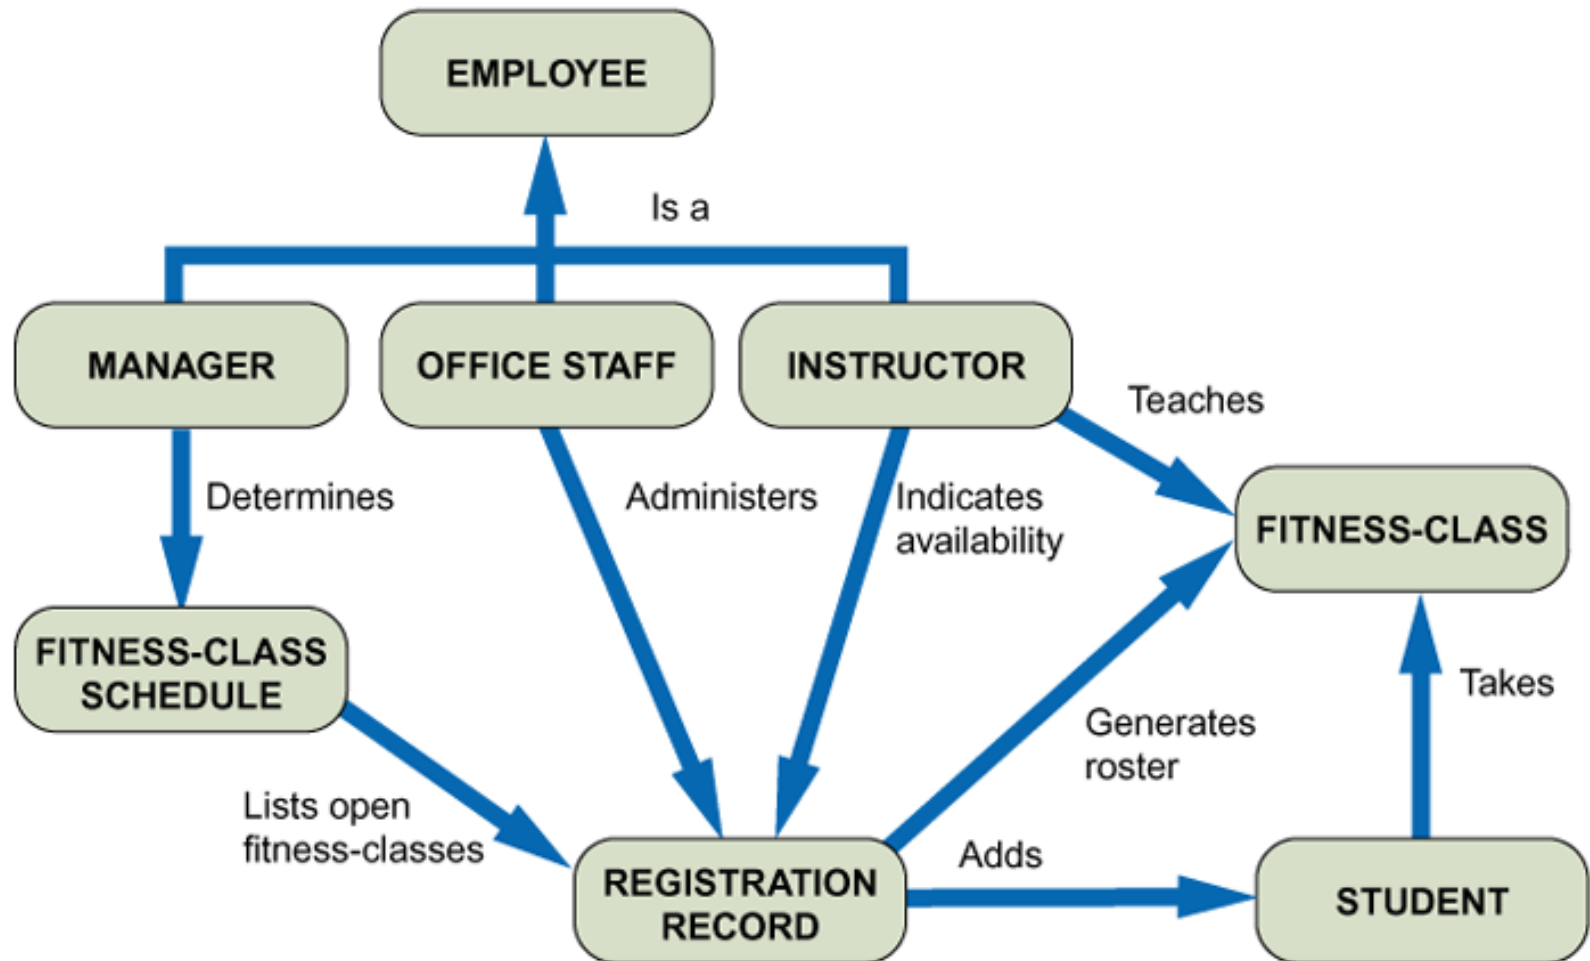 EMPLOYEE
Is a
MANAGER
OFFICE STAFF
INSTRUCTOR
Teaches
Determines
Administers
Indicates
availability
FITNESS-CLASS
FITNESS-CLASS
SCHEDULE
Takes
Generates
roster
Lists open
fitness-classes
Adds
REGISTRATION
RECORD
STUDENT